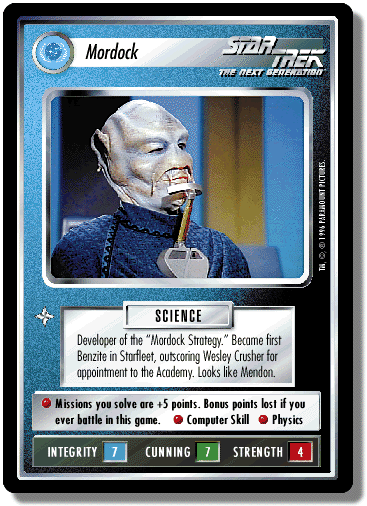 Mordock
STAR TREK
THE NEXT GENERATION
TM, © ® 1996 PARAMOUNT PICTURES.
SCIENCE
Developer of the "Mordock Strategy." Became first
Benzite in Starfleet, outscoring Wesley Crusher for
appointment to the Academy. Looks like Mendon.
Missions you solve are +5 points. Bonus points lost if you
ever battle in this game. Computer Skill Physics
INTEGRITY 7 CUNNING 7 STRENGTH 4